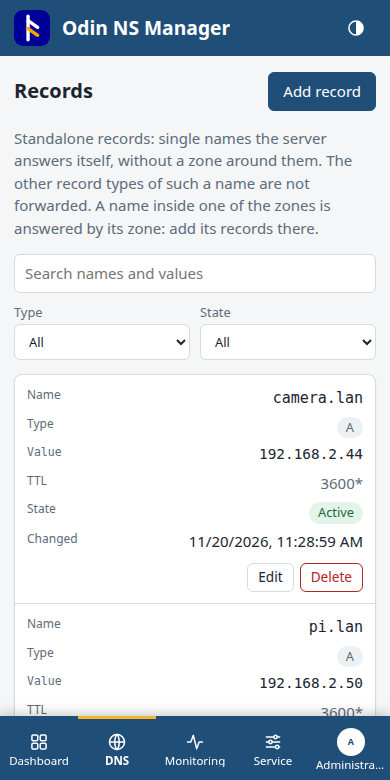 Odin NS Manager
Records
Add record
Standalone records: single names the server
answers itself, without a zone around them. The
other record types of such a name are not
forwarded. A name inside one of the zones is
answered by its zone: add its records there.
Search names and values
Type
State
All
All
Name
camera.lan
Type
A
Value
192.168.2.44
TTL
3600*
State
Active
Changed
11/20/2026, 11:28:59 AM
Edit
Delete
Name
pi.lan
Type
A
Value
192.168.2.50
TTL
3600*
A
Dashboard
DNS
Monitoring
Service
Administra...